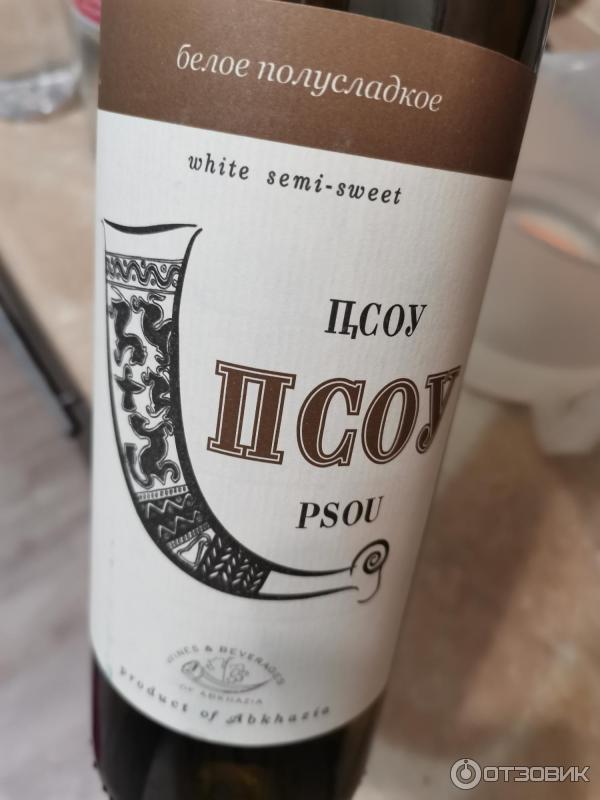 белое полусладкое
white semi-sweet
ԤСОУ
ПСОУ
PSOU
WINES & BEVERAGES
OF ABKHAZIA
product of Abkhazia
ОТЗОВИК